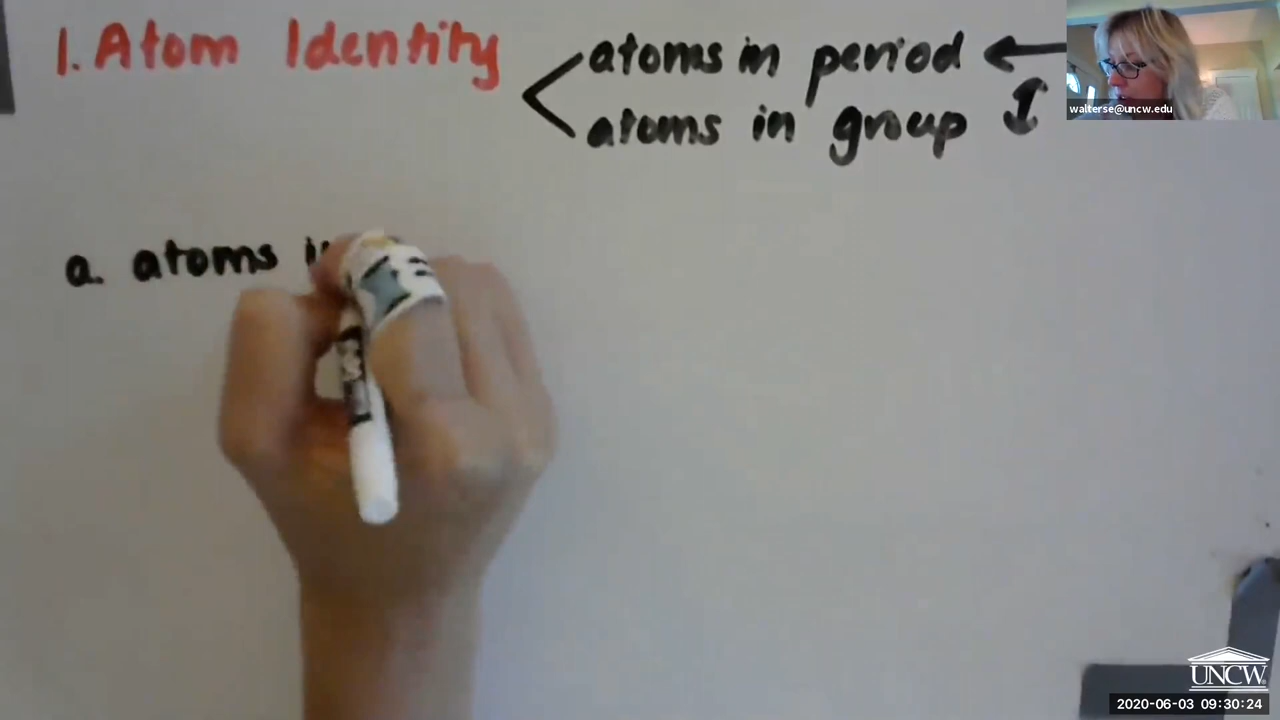 1. Atom Identity
atoms in period
atoms in group
walterse@uncw.edu
a. atoms
UNCW
2020-06-03 09:30:24